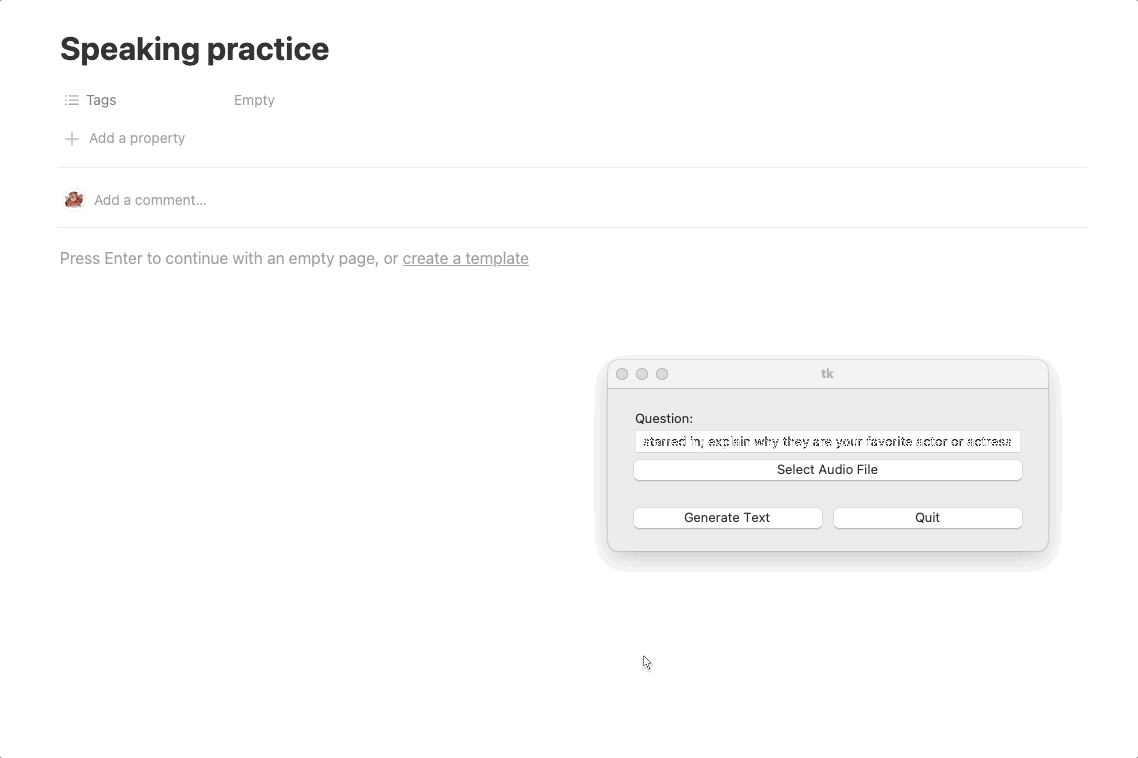 Speaking practice
Tags
Empty
Add a property
Add a comment...
Press Enter to continue with an empty page, or create a template
tk
Question:
starred in; explain why they are your favorite actor or actress
Select Audio File
Generate Text
Quit